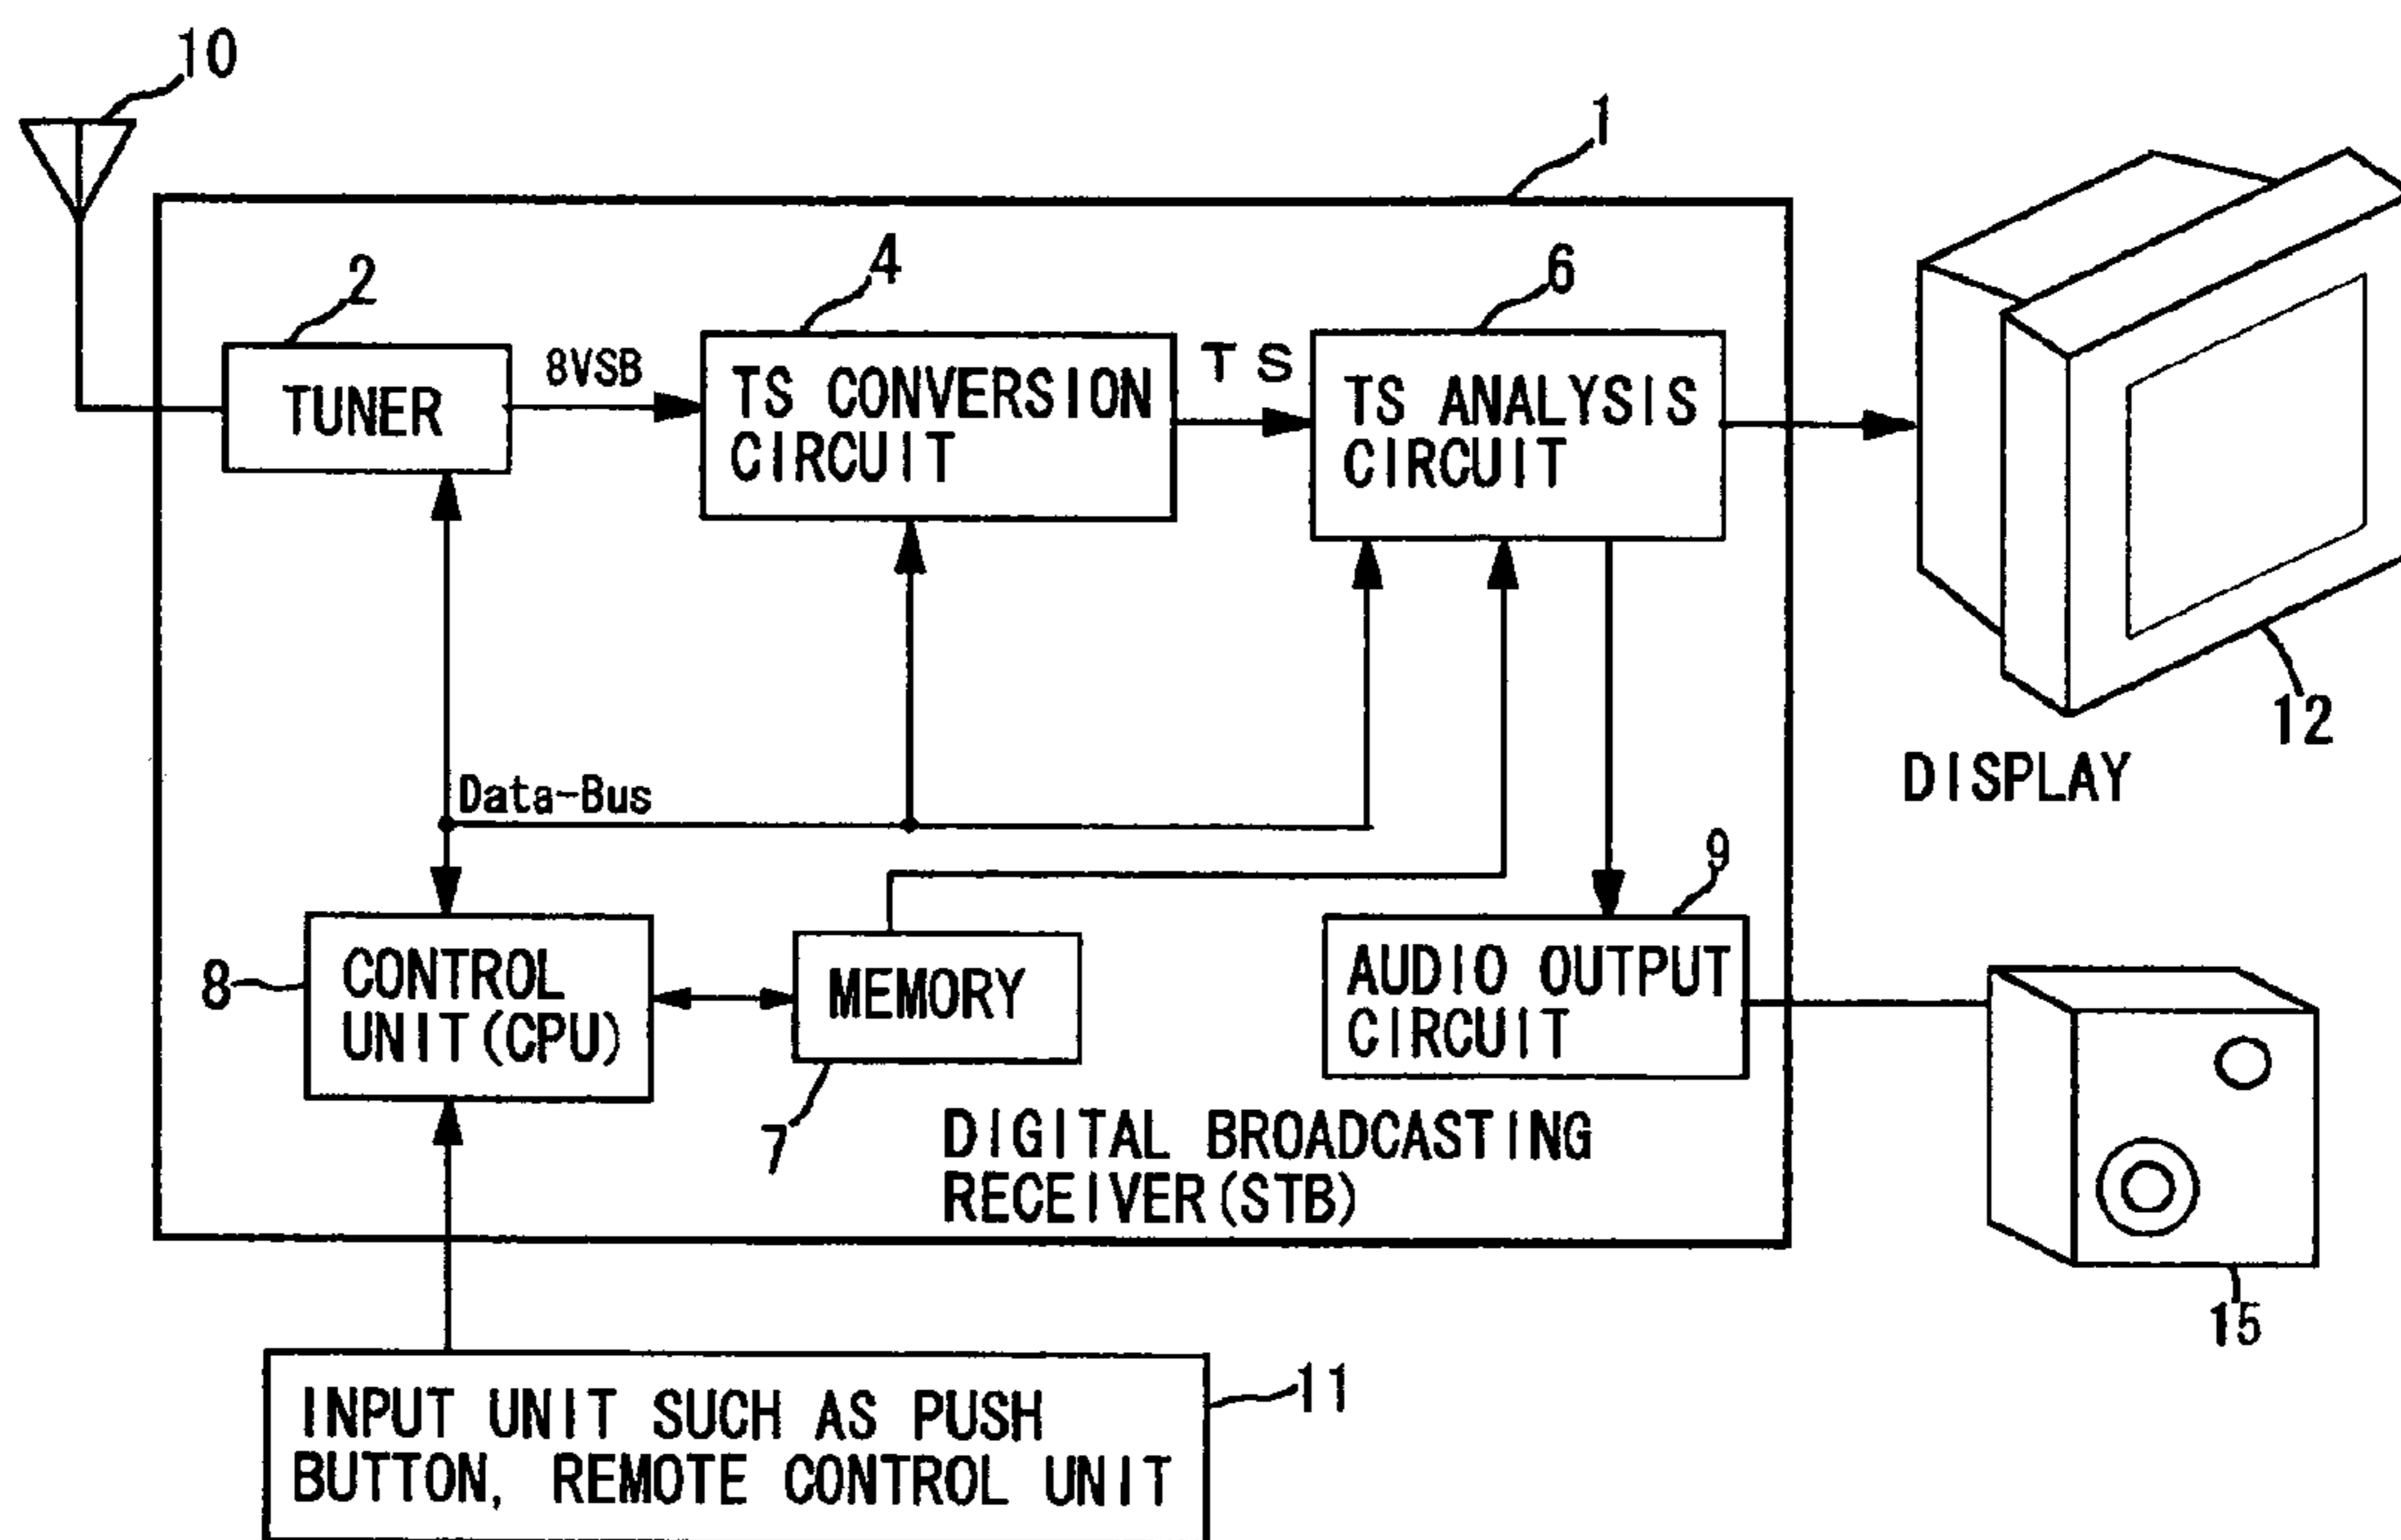 10
1
2
4
6
TUNER
8VSB
TS CONVERSION
CIRCUIT
TS
TS ANALYSIS
CIRCUIT
12
DISPLAY
Data-Bus
9
8
CONTROL
UNIT(CPU)
MEMORY
AUDIO OUTPUT
CIRCUIT
7
DIGITAL BROADCASTING
RECEIVER(STB)
15
11
INPUT UNIT SUCH AS PUSH
BUTTON, REMOTE CONTROL UNIT